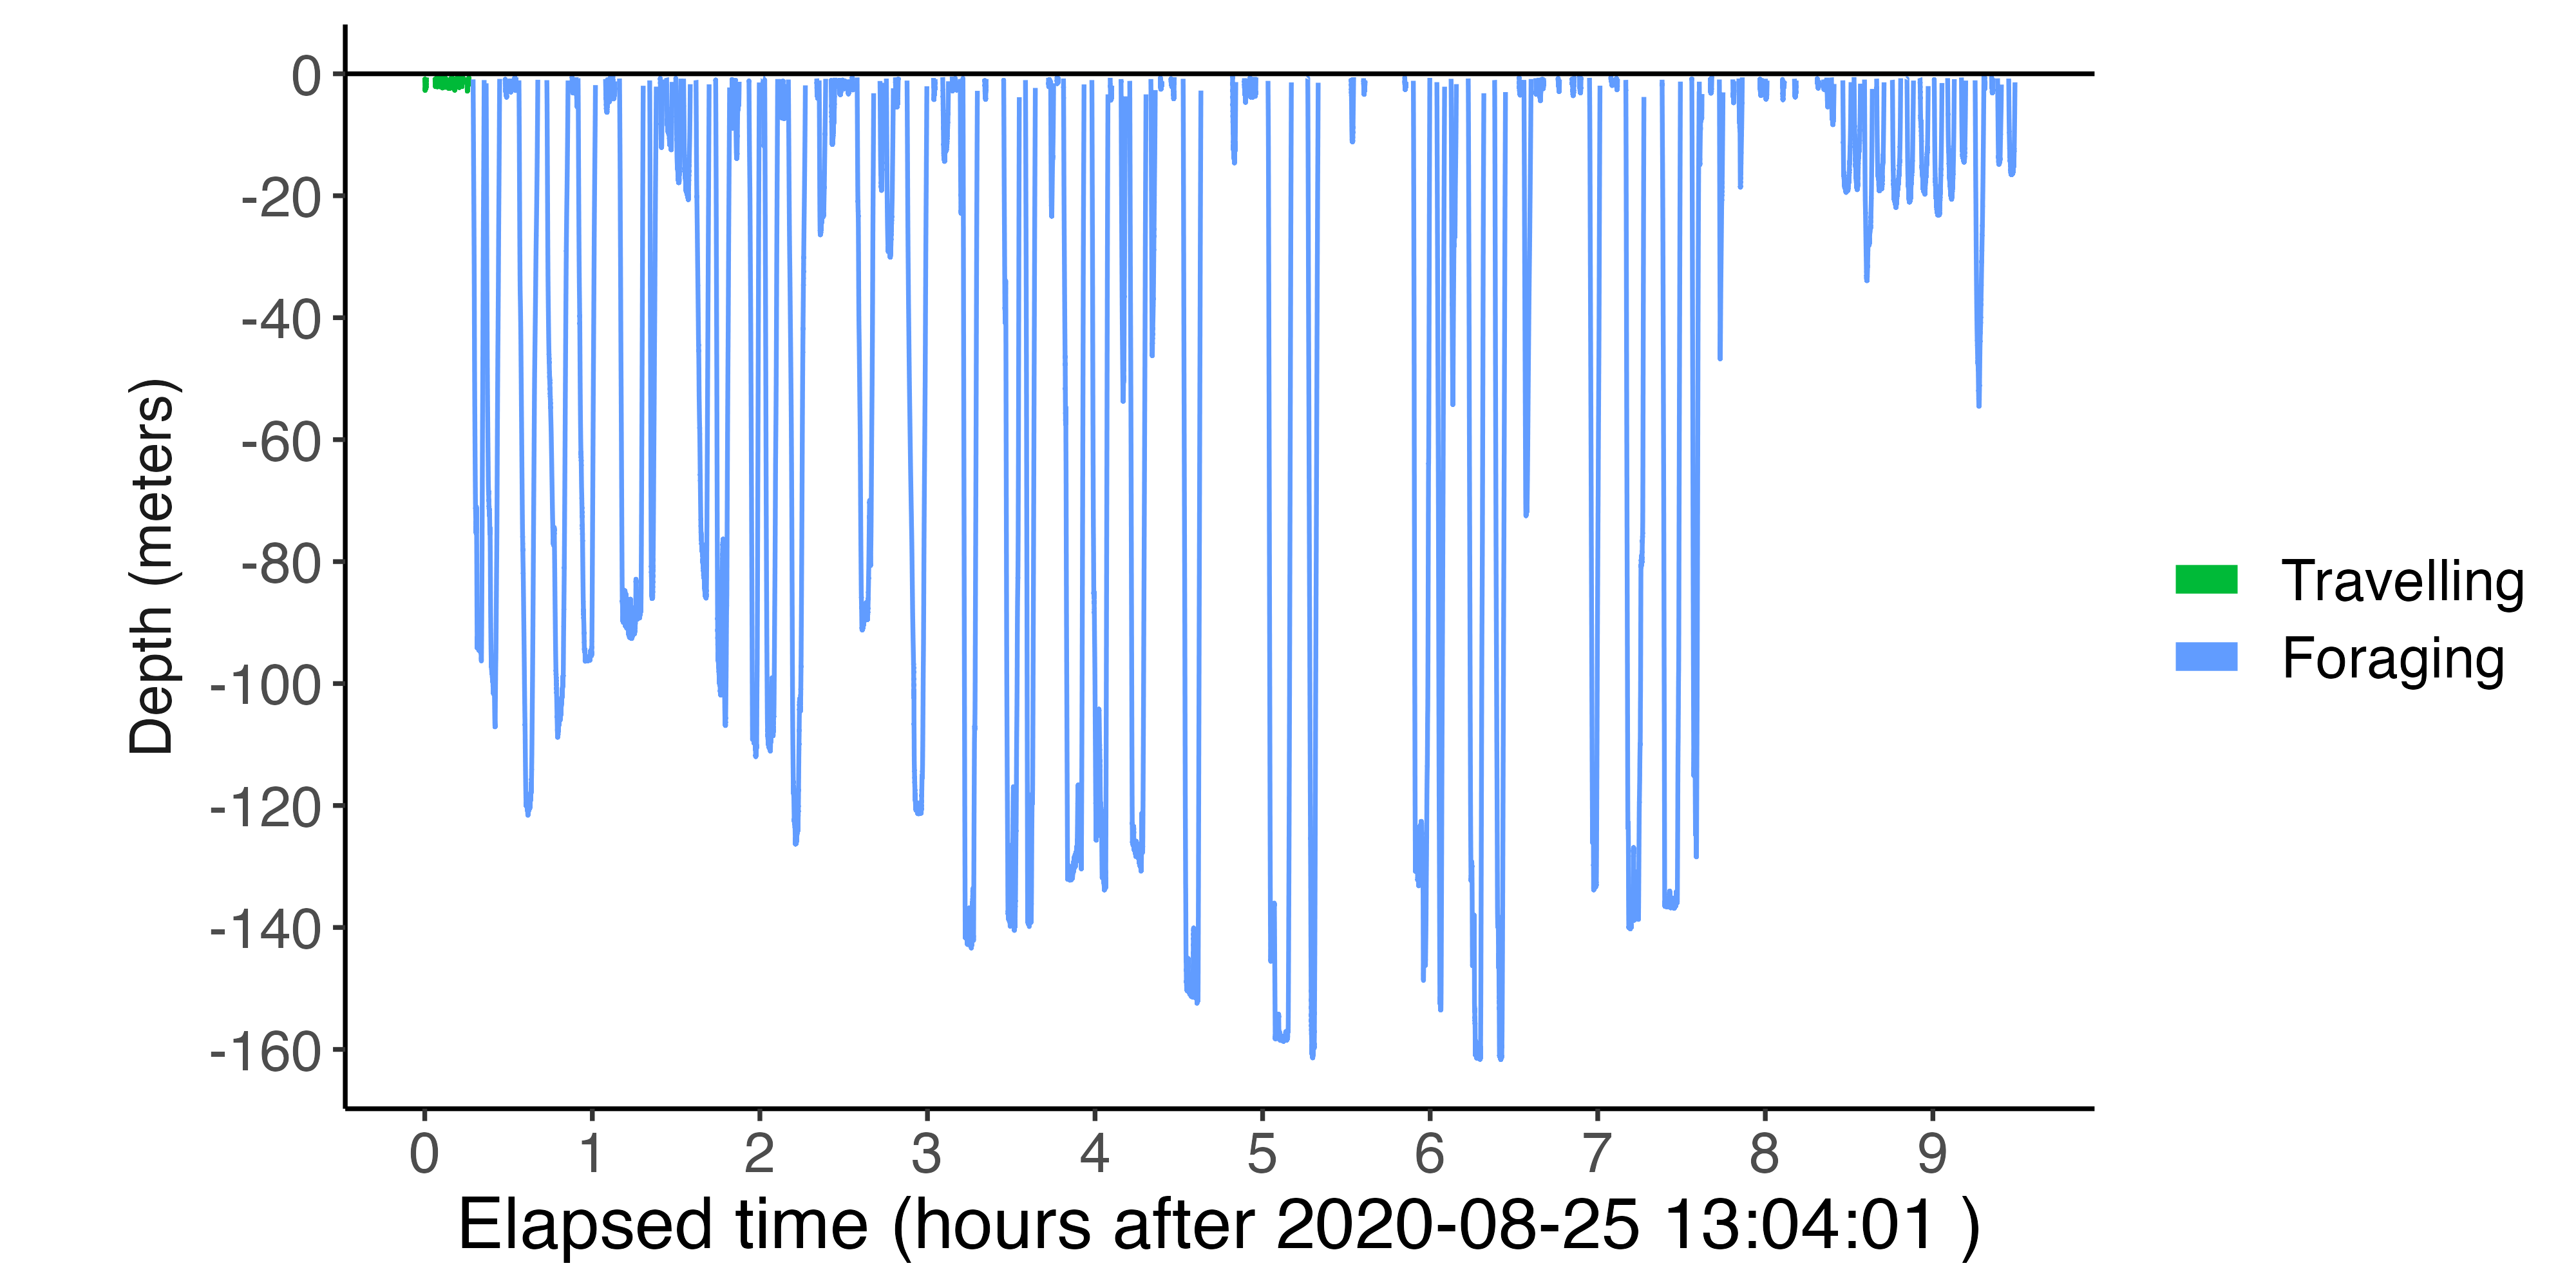 0
-20
-40
-60
-80
-100
-120
-140
-160
Depth (meters)
0 1 2 3 4 5 6 7 8 9
Elapsed time (hours after 2020-08-25 13:04:01 )
Travelling
Foraging